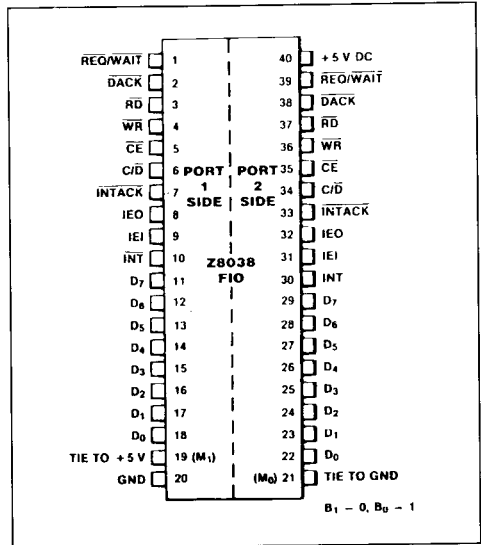 REQ/WAIT 1 40 +5 V DC
DACK 2 39 REQ/WAIT
RD 3 38 DACK
WR 4 37 RD
CE 5 36 WR
C/D 6 PORT PORT 35 CE
INTACK 7 1 2 34 C/D
SIDE SIDE 33 INTACK
IEO 8 32 IEO
IEI 9 31 IEI
INT 10 Z8038 30 INT
FIO
D7 11 29 D7
D6 12 28 D6
D5 13 27 D5
D4 14 26 D4
D3 15 25 D3
D2 16 24 D2
D1 17 23 D1
D0 18 22 D0
TIE TO +5 V 19 (M1) (M0) 21 TIE TO GND
GND 20
B1 – 0, B0 – 1